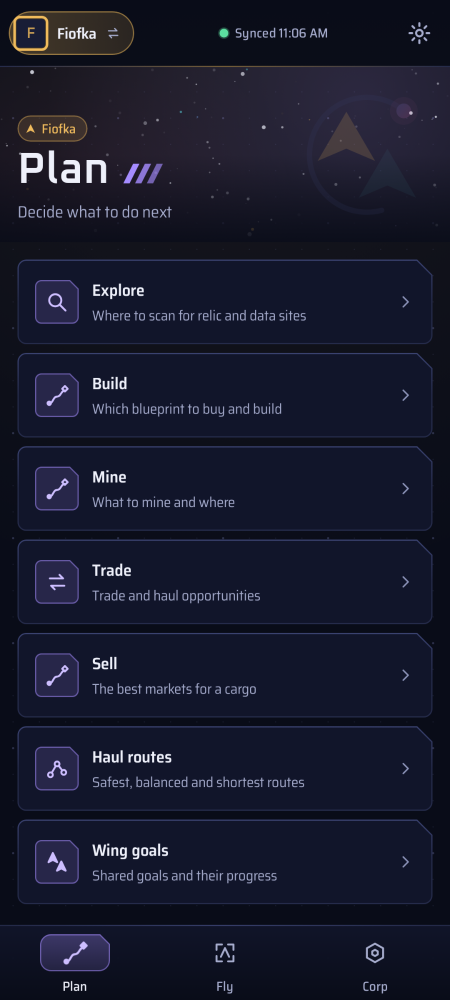 F
Fiofka
Synced 11:06 AM
Fiofka
Plan
Decide what to do next
Explore
Where to scan for relic and data sites
Build
Which blueprint to buy and build
Mine
What to mine and where
Trade
Trade and haul opportunities
Sell
The best markets for a cargo
Haul routes
Safest, balanced and shortest routes
Wing goals
Shared goals and their progress
Plan
Fly
Corp